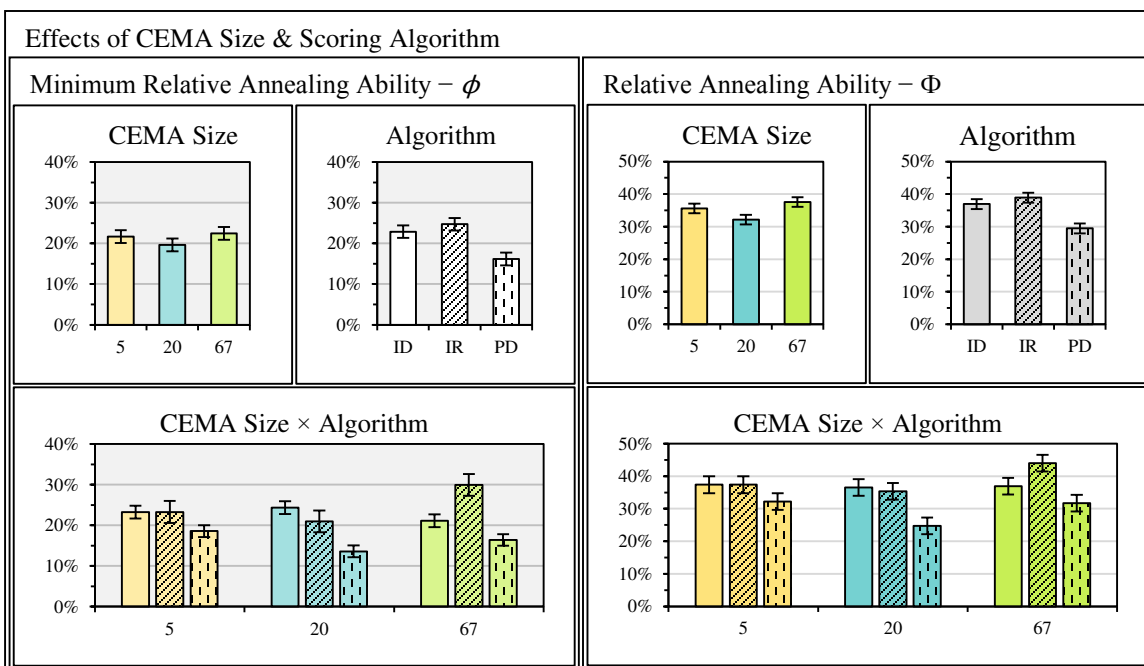 Effects of CEMA Size & Scoring Algorithm
Minimum Relative Annealing Ability − ϕ
CEMA Size
40%
30%
20%
10%
0%
5 20 67
Algorithm
40%
30%
20%
10%
0%
ID IR PD
CEMA Size × Algorithm
40%
30%
20%
10%
0%
5 20 67
Relative Annealing Ability − Φ
CEMA Size
50%
40%
30%
20%
10%
0%
5 20 67
Algorithm
50%
40%
30%
20%
10%
0%
ID IR PD
CEMA Size × Algorithm
50%
40%
30%
20%
10%
0%
5 20 67